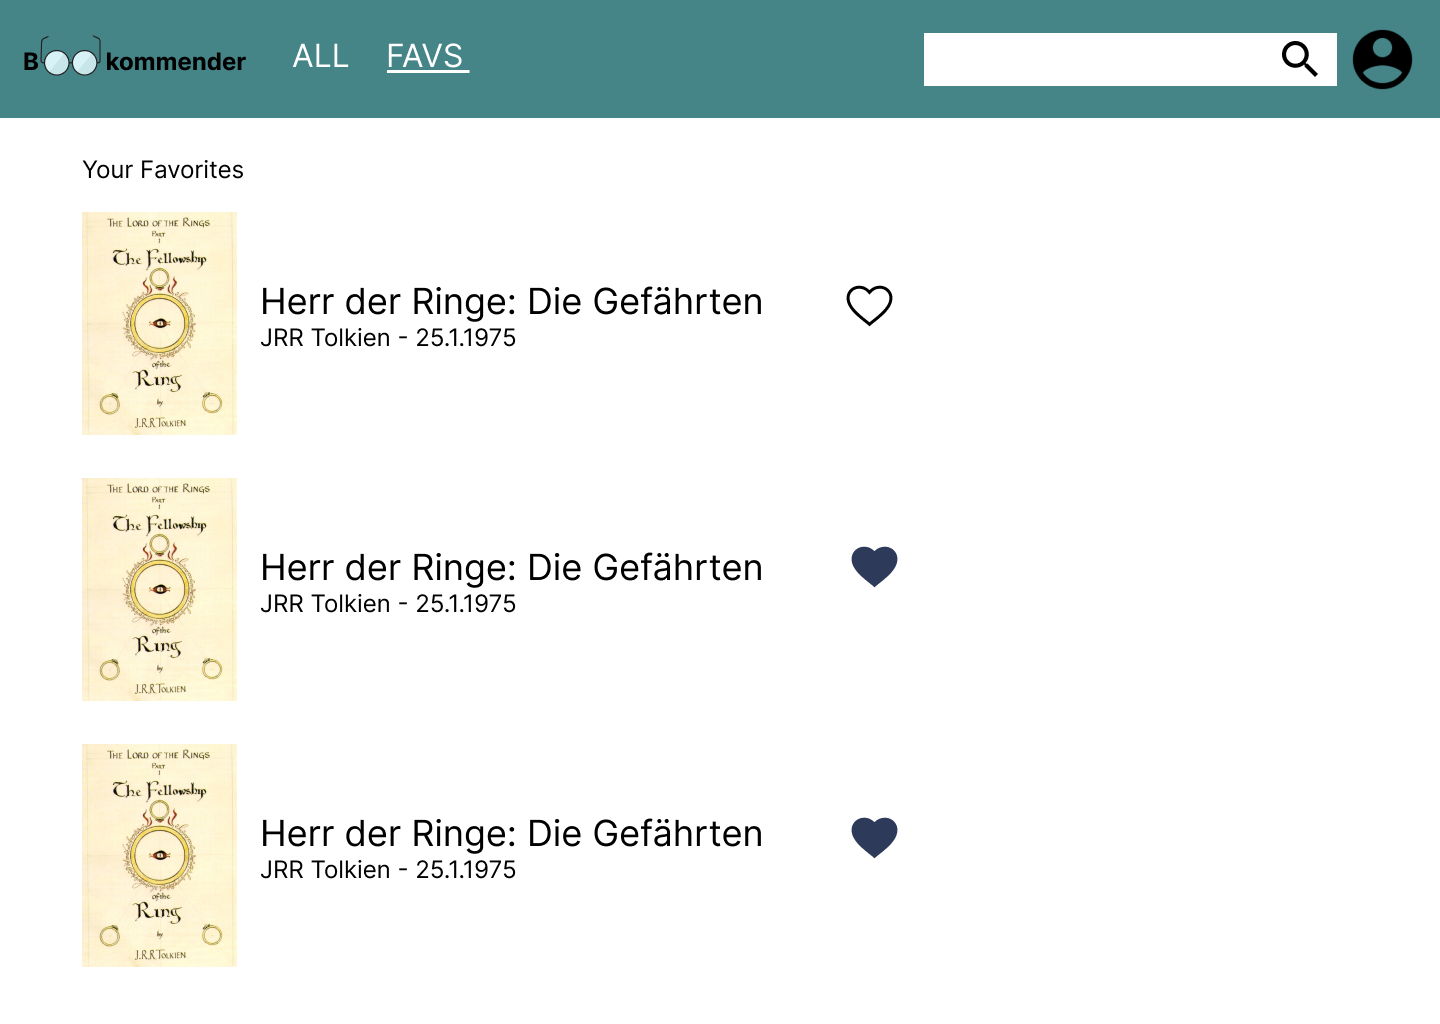 Bookommender ALL FAVS
Your Favorites
THE LORD OF THE RINGS
PART
I
The Fellowship
of the
Ring
by
J.R.R TOLKIEN
Herr der Ringe: Die Gefährten
JRR Tolkien - 25.1.1975
THE LORD OF THE RINGS
PART
I
The Fellowship
of the
Ring
by
J.R.R TOLKIEN
Herr der Ringe: Die Gefährten
JRR Tolkien - 25.1.1975
THE LORD OF THE RINGS
PART
I
The Fellowship
of the
Ring
by
J.R.R TOLKIEN
Herr der Ringe: Die Gefährten
JRR Tolkien - 25.1.1975